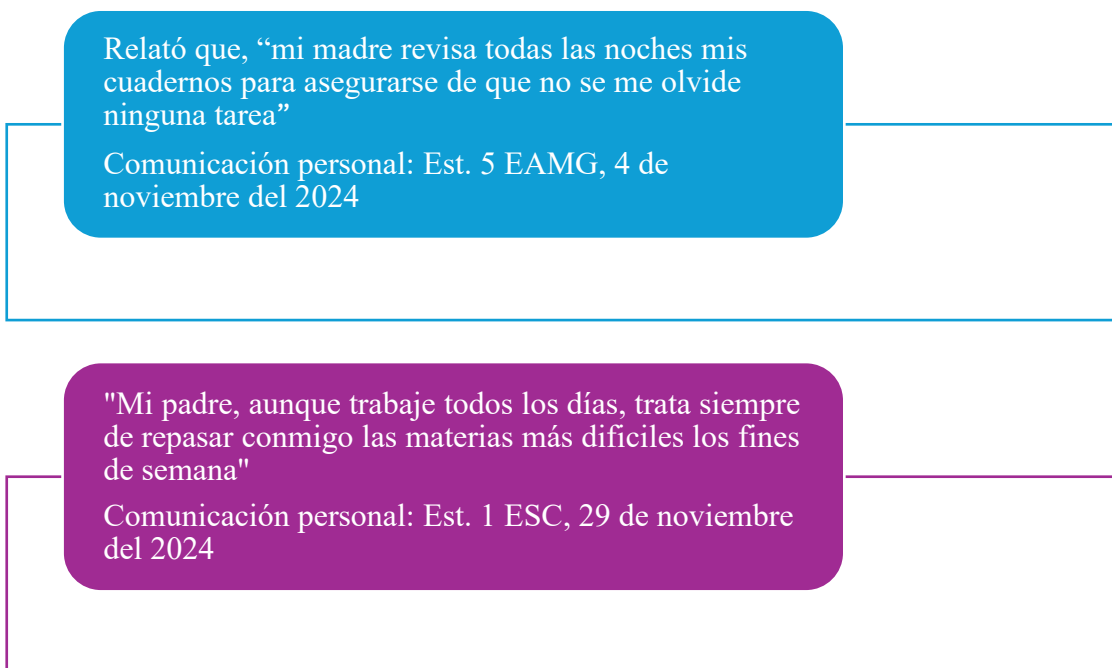 Relató que, “mi madre revisa todas las noches mis
cuadernos para asegurarse de que no se me olvide
ninguna tarea”
Comunicación personal: Est. 5 EAMG, 4 de
noviembre del 2024
"Mi padre, aunque trabaje todos los días, trata siempre
de repasar conmigo las materias más dificiles los fines
de semana"
Comunicación personal: Est. 1 ESC, 29 de noviembre
del 2024